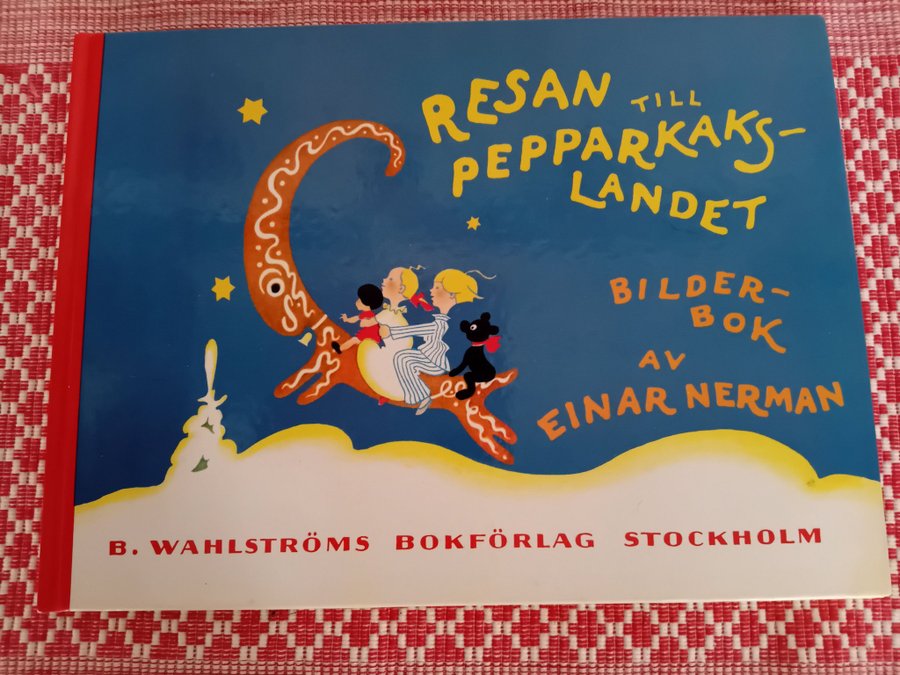 RESAN TILL
PEPPARKAKS-
LANDET
BILDER-
BOK
AV
EINAR NERMAN
B. WAHLSTRÖMS BOKFÖRLAG STOCKHOLM